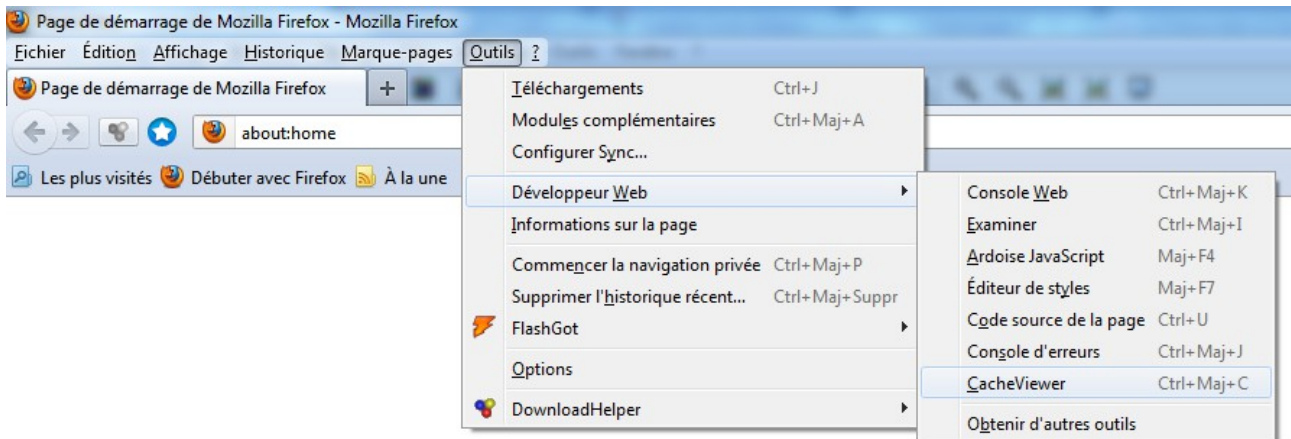 Page de démarrage de Mozilla Firefox - Mozilla Firefox
Fichier Édition Affichage Historique Marque-pages Outils ?
Page de démarrage de Mozilla Firefox +
about:home
Les plus visités Débuter avec Firefox À la une
Téléchargements Ctrl+J
Modules complémentaires Ctrl+Maj+A
Configurer Sync...
Développeur Web
Informations sur la page
Commencer la navigation privée Ctrl+Maj+P
Supprimer l'historique récent... Ctrl+Maj+Suppr
FlashGot
Options
DownloadHelper
Console Web Ctrl+Maj+K
Examiner Ctrl+Maj+I
Ardoise JavaScript Maj+F4
Éditeur de styles Maj+F7
Code source de la page Ctrl+U
Console d'erreurs Ctrl+Maj+J
CacheViewer Ctrl+Maj+C
Obtenir d'autres outils